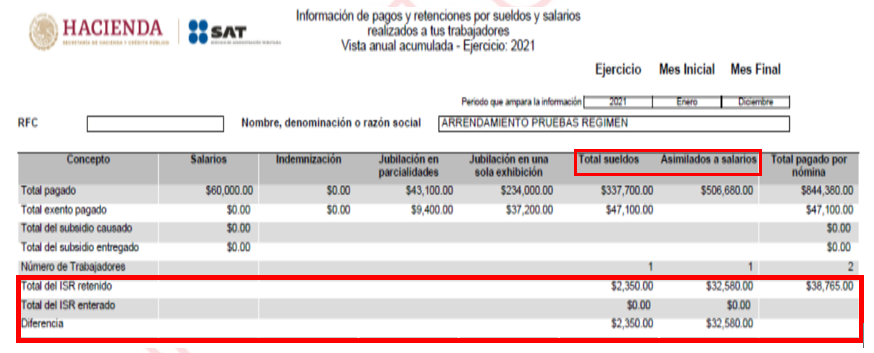 Información de pagos y retenciones por sueldos y salarios
realizados a tus trabajadores
Vista anual acumulada - Ejercicio: 2021
HACIENDA
SECRETARÍA DE HACIENDA Y CRÉDITO PÚBLICO
SAT
Ejercicio Mes Inicial Mes Final
Periodo que ampara la información 2021 Enero Diciembre
RFC Nombre, denominación o razón social ARRENDAMIENTO PRUEBAS REGIMEN
Concepto Salarios Indemnización Jubilación en parcialidades Jubilación en una sola exhibición Total sueldos Asimilados a salarios Total pagado por nómina
Total pagado $60,000.00 $0.00 $43,100.00 $234,000.00 $337,700.00 $506,680.00 $844,380.00
Total exento pagado $0.00 $0.00 $9,400.00 $37,200.00 $47,100.00 $47,100.00
Total del subsidio causado $0.00 $0.00
Total del subsidio entregado $0.00 $0.00
Número de Trabajadores 1 1 2
Total del ISR retenido $2,350.00 $32,580.00 $38,765.00
Total del ISR enterado $0.00 $0.00
Diferencia $2,350.00 $32,580.00